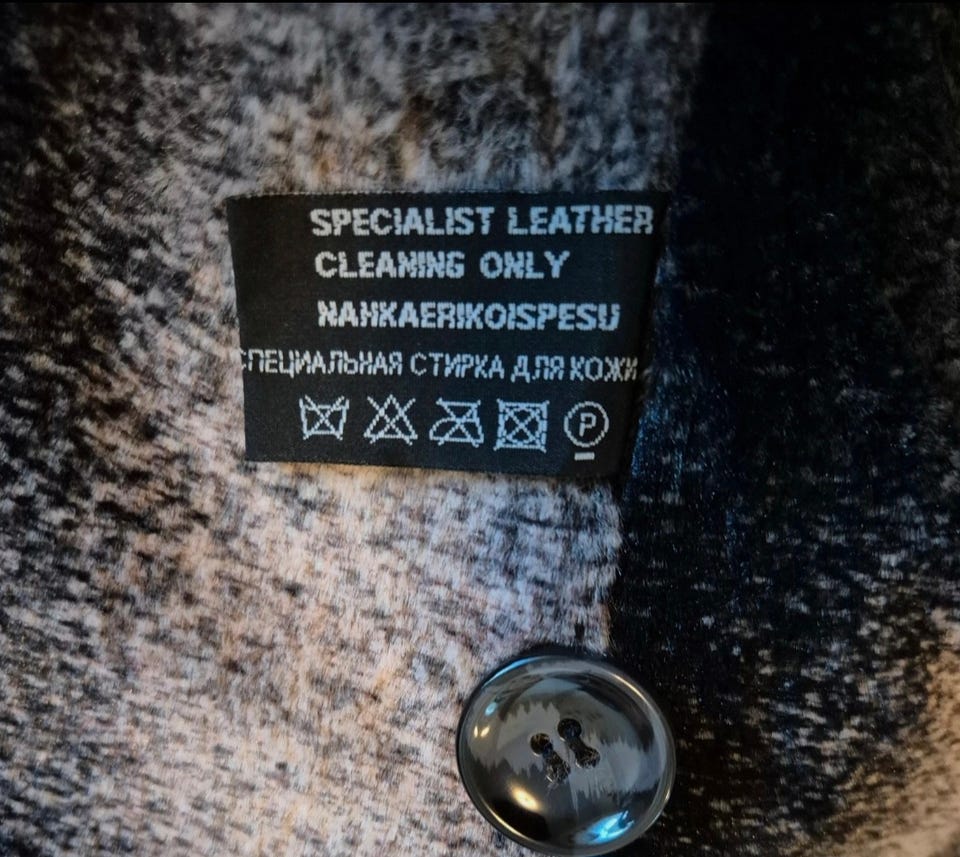 SPECIALIST LEATHER
CLEANING ONLY
NAHKAERIKOISPESU
СПЕЦИАЛЬНАЯ СТИРКА ДЛЯ КОЖИ
P